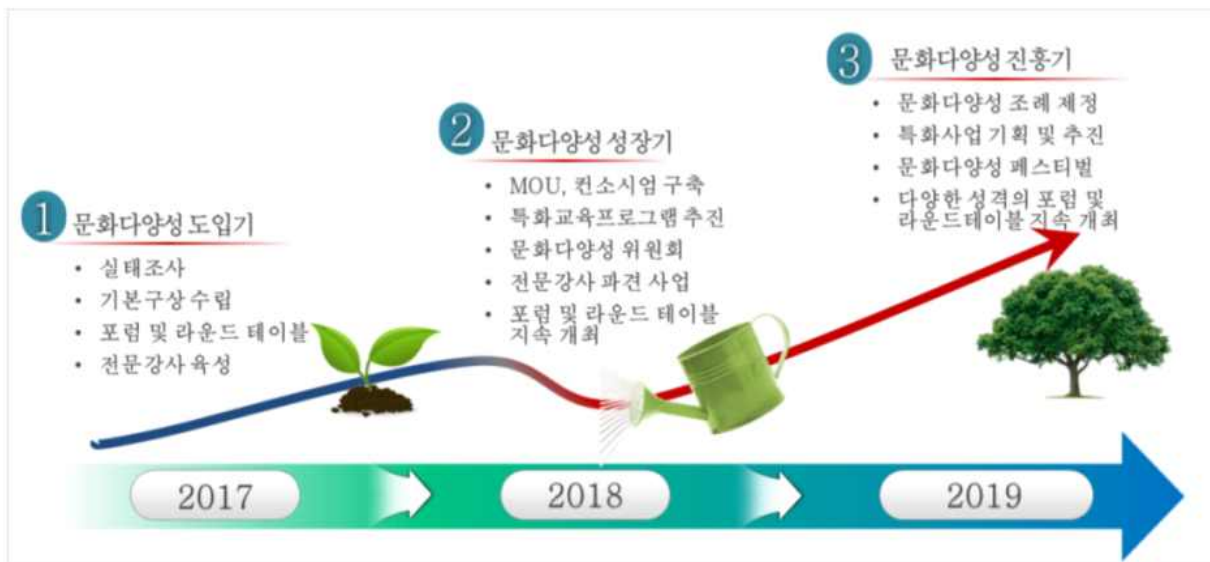 1 문화다양성 도입기
• 실태조사
• 기본구상 수립
• 포럼 및 라운드 테이블
• 전문강사 육성
2 문화다양성 성장기
• MOU, 컨소시엄 구축
• 특화교육프로그램 추진
• 문화다양성 위원회
• 전문강사 파견 사업
• 포럼 및 라운드 테이블
지속 개최
3 문화다양성 진흥기
• 문화다양성 조례 제정
• 특화사업 기획 및 추진
• 문화다양성 페스티벌
• 다양한 성격의 포럼 및
라운드테이블 지속 개최
2017
2018
2019